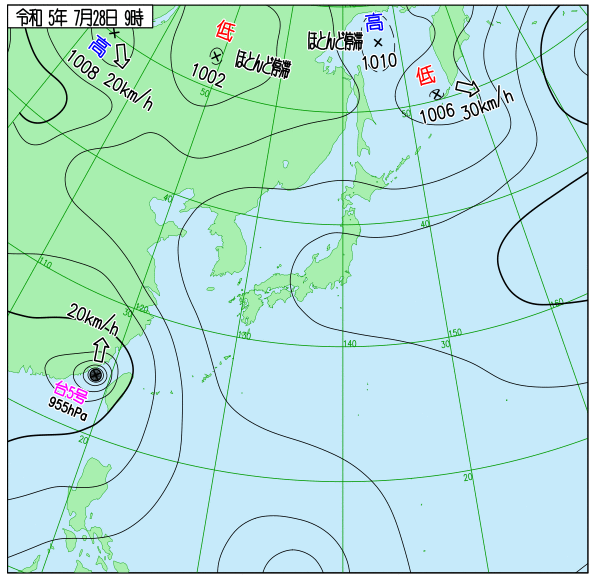 令和 5年 7月28日 9時
高
1008 20km/h
低
1002
ほとんど停滞
ほとんど停滞
高
1010
低
1006 30km/h
50
50
40
40
110
120
30
130
140
150
30
160
20km/h
台5号
955hPa
20
20